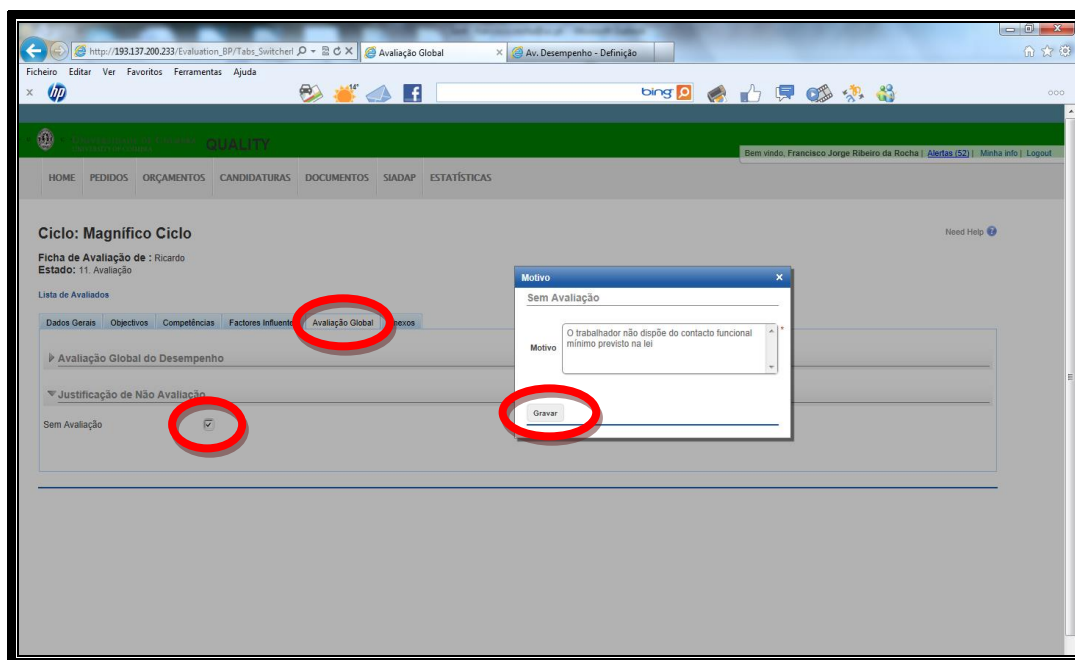 http://193.137.200.233/Evaluation_BP/Tabs_Switcherl
Avaliação Global
Av. Desempenho - Definição
Ficheiro Editar Ver Favoritos Ferramentas Ajuda
x hp 14° f bing
QUALITY
Bem vindo, Francisco Jorge Ribeiro da Rocha | Alertas (52) | Minha info | Logout
HOME PEDIDOS ORÇAMENTOS CANDIDATURAS DOCUMENTOS SIADAP ESTATÍSTICAS
Ciclo: Magnífico Ciclo
Need Help ?
Ficha de Avaliação de : Ricardo
Estado: 11. Avaliação
Lista de Avaliados
Dados Gerais Objectivos Competências Factores Influente Avaliação Global nexos
Avaliação Global do Desempenho
Justificação de Não Avaliação
Sem Avaliação
Motivo x
Sem Avaliação
Motivo
O trabalhador não dispõe do contacto funcional *
mínimo previsto na lei
Gravar